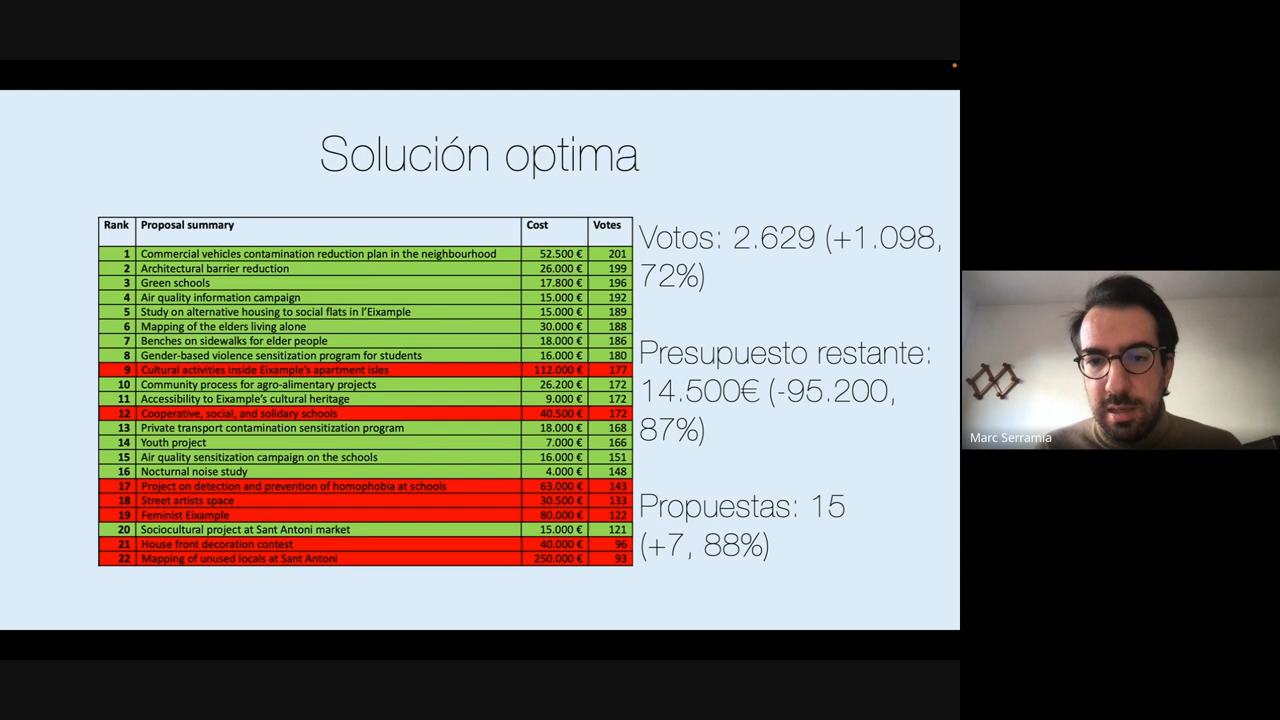 Solución optima
Rank Proposal summary Cost Votes
1 Commercial vehicles contamination reduction plan in the neighbourhood 52.500 € 201
2 Architectural barrier reduction 26.000 € 199
3 Green schools 17.800 € 196
4 Air quality information campaign 15.000 € 192
5 Study on alternative housing to social flats in l'Eixample 15.000 € 189
6 Mapping of the elders living alone 30.000 € 188
7 Benches on sidewalks for elder people 18.000 € 186
8 Gender-based violence sensitization program for students 16.000 € 180
9 Cultural activities inside Eixample's apartment isles 112.000 € 177
10 Community process for agro-alimentary projects 26.200 € 172
11 Accessibility to Eixample's cultural heritage 9.000 € 172
12 Cooperative, social, and solidary schools 40.500 € 172
13 Private transport contamination sensitization program 18.000 € 168
14 Youth project 7.000 € 166
15 Air quality sensitization campaign on the schools 16.000 € 151
16 Nocturnal noise study 4.000 € 148
17 Project on detection and prevention of homophobia at schools 63.000 € 143
18 Street artists space 30.500 € 133
19 Feminist Eixample 80.000 € 122
20 Sociocultural project at Sant Antoni market 15.000 € 121
21 House front decoration contest 40.000 € 96
22 Mapping of unused locals at Sant Antoni 250.000 € 93
Votos: 2.629 (+1.098,
72%)
Presupuesto restante:
14.500€ (-95.200,
87%)
Propuestas: 15
(+7, 88%)
Marc Serramia